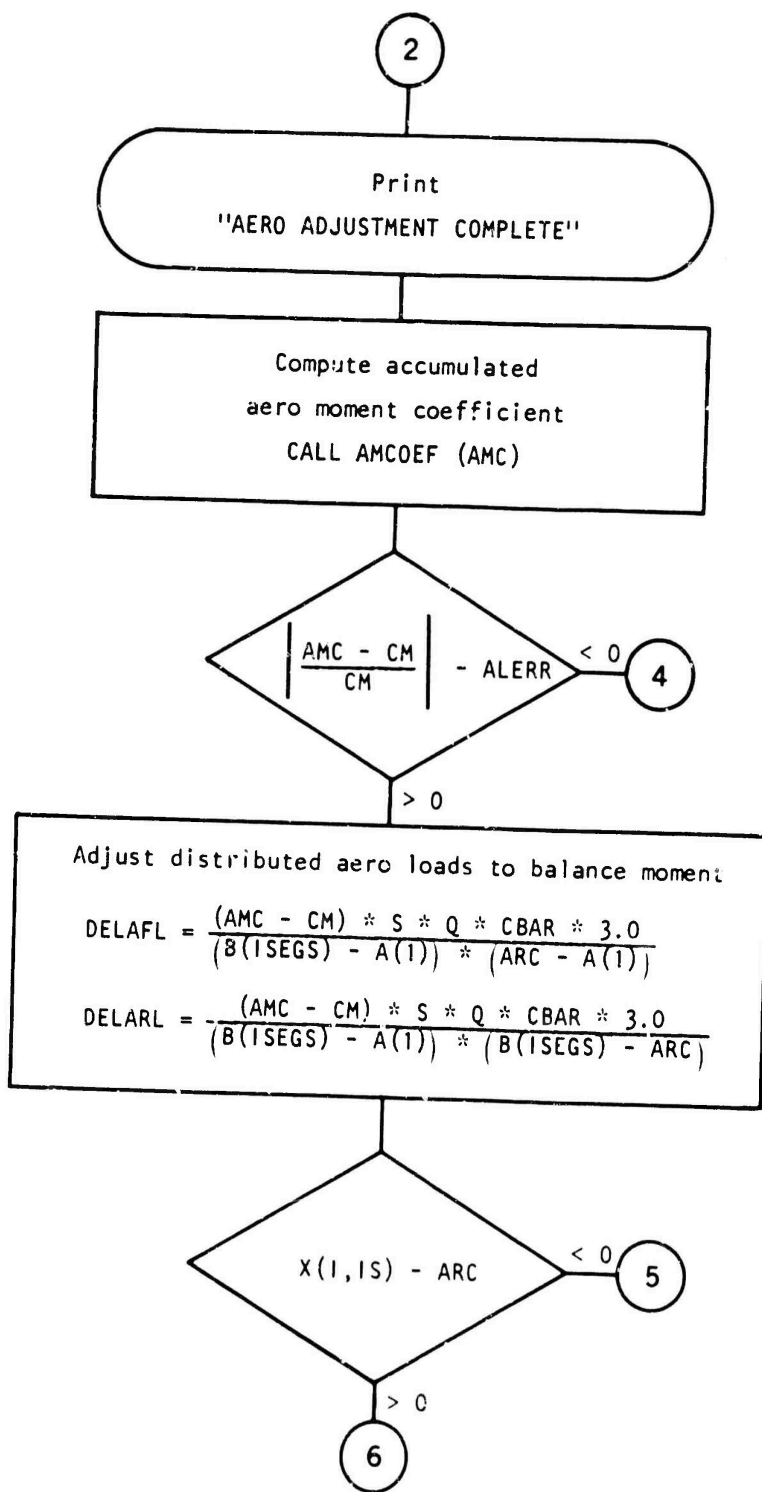 2
Print
"AERO ADJUSTMENT COMPLETE"
Compute accumulated
aero moment coefficient
CALL AMCOEF (AMC)
| (AMC - CM) / CM | - ALERR
< 0
4
> 0
Adjust distributed aero loads to balance moment
DELAFL = (AMC - CM) * S * Q * CBAR * 3.0
(B(ISEGS) - A(1)) * (ARC - A(1))
DELARL = -(AMC - CM) * S * Q * CBAR * 3.0
(B(ISEGS) - A(1)) * (B(ISEGS) - ARC)
X(I,IS) - ARC
< 0
5
> 0
6